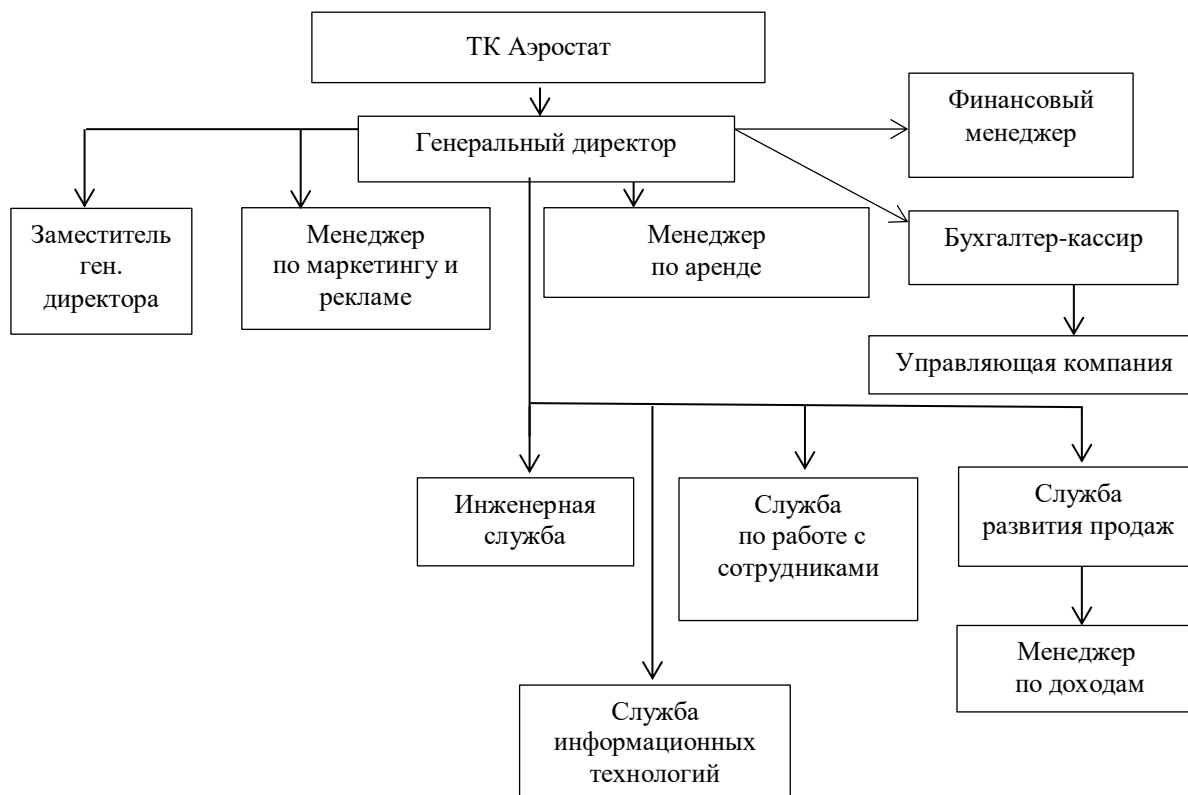 ТК Аэростат
Финансовый
менеджер
Генеральный директор
Заместитель
ген.
директора
Менеджер
по маркетингу и
рекламе
Менеджер
по аренде
Бухгалтер-кассир
Управляющая компания
Инженерная
служба
Служба
по работе с
сотрудниками
Служба
развития продаж
Менеджер
по доходам
Служба
информационных
технологий